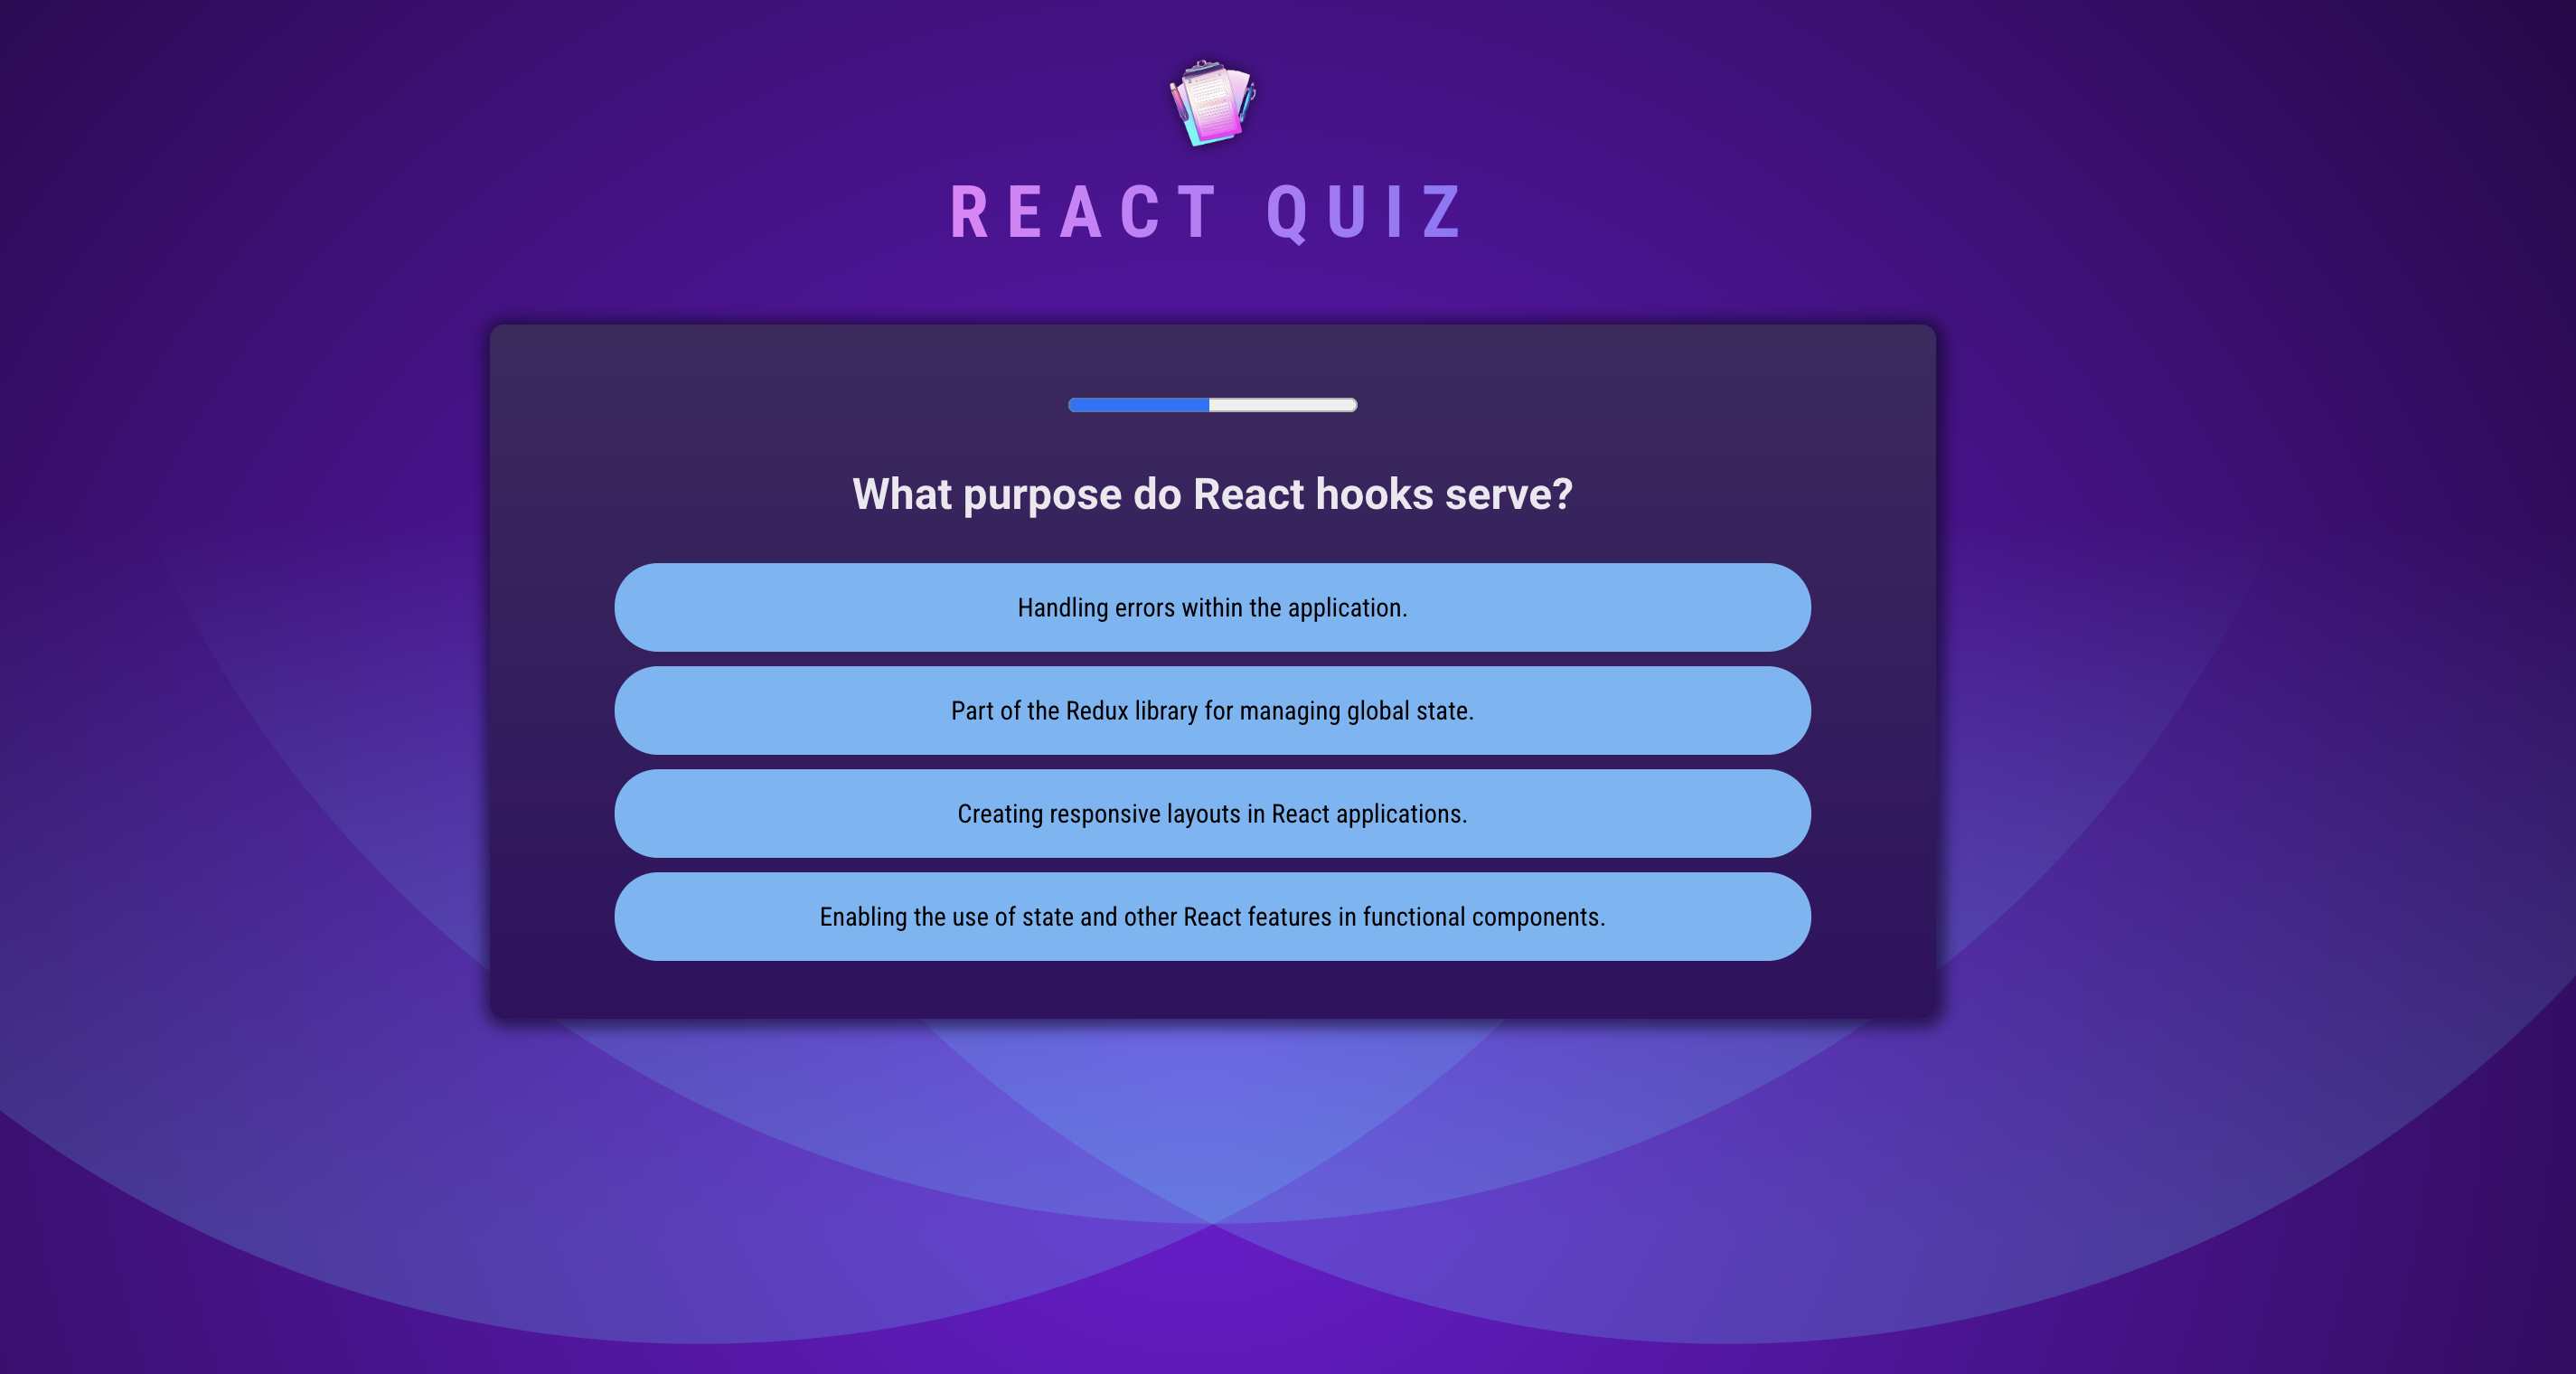 REACT QUIZ
What purpose do React hooks serve?
Handling errors within the application.
Part of the Redux library for managing global state.
Creating responsive layouts in React applications.
Enabling the use of state and other React features in functional components.